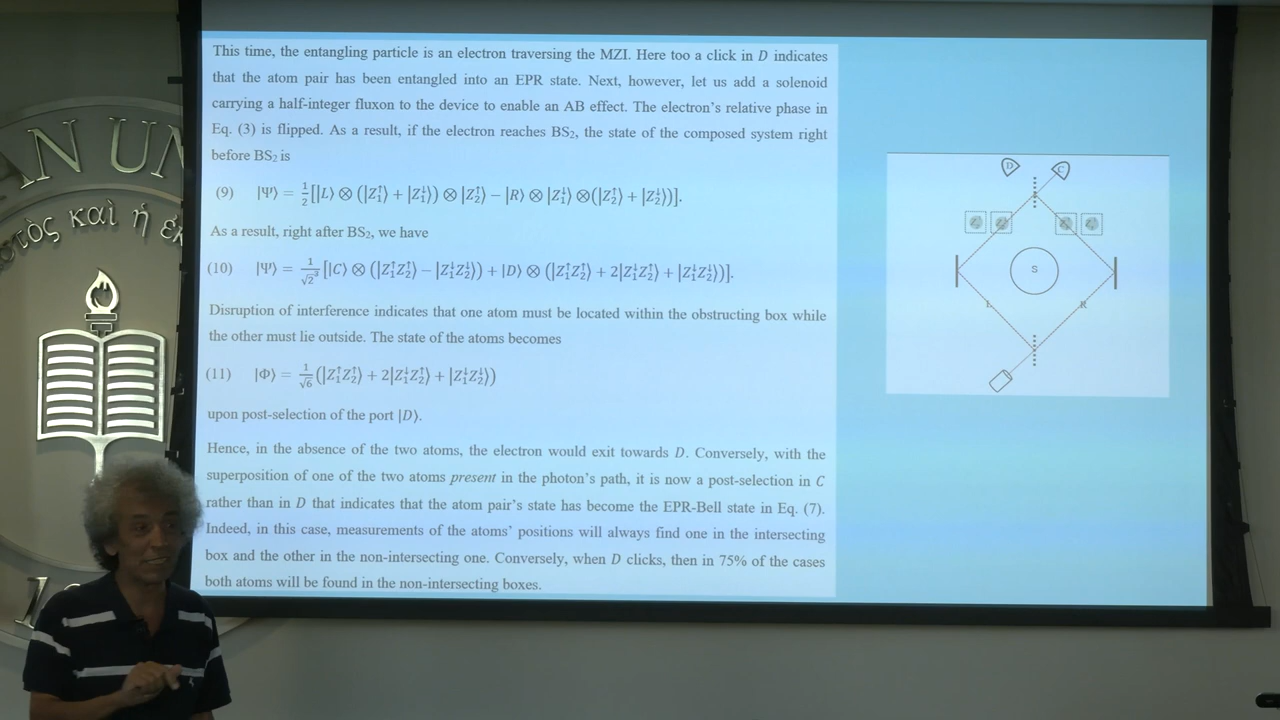 This time, the entangling particle is an electron traversing the MZI. Here too a click in D indicates
that the atom pair has been entangled into an EPR state. Next, however, let us add a solenoid
carrying a half-integer fluxon to the device to enable an AB effect. The electron's relative phase in
Eq. (3) is flipped. As a result, if the electron reaches BS₂, the state of the composed system right
before BS₂ is
(9) |Ψ⟩ = ½[|L⟩ ⊗ (|Z₁↑⟩ + |Z₁↓⟩) ⊗ |Z₂↑⟩ − |R⟩ ⊗ |Z₁↓⟩ ⊗(|Z₂↑⟩ + |Z₂↓⟩)].
As a result, right after BS₂, we have
(10) |Ψ⟩ = 1/√2³ [|C⟩ ⊗ (|Z₁↑Z₂↑⟩ − |Z₁↓Z₂↓⟩) + |D⟩ ⊗ (|Z₁↑Z₂↑⟩ + 2|Z₁↓Z₂↑⟩ + |Z₁↓Z₂↓⟩)].
Disruption of interference indicates that one atom must be located within the obstructing box while
the other must lie outside. The state of the atoms becomes
(11) |Φ⟩ = 1/√6 (|Z₁↑Z₂↑⟩ + 2|Z₁↓Z₂↑⟩ + |Z₁↓Z₂↓⟩)
upon post-selection of the port |D⟩.
Hence, in the absence of the two atoms, the electron would exit towards D. Conversely, with the
superposition of one of the two atoms present in the photon's path, it is now a post-selection in C
rather than in D that indicates that the atom pair's state has become the EPR-Bell state in Eq. (7).
Indeed, in this case, measurements of the atoms' positions will always find one in the intersecting
box and the other in the non-intersecting one. Conversely, when D clicks, then in 75% of the cases
both atoms will be found in the non-intersecting boxes.
D C
S
L R
AN UN
τὸς καὶ ἡ ἐκ